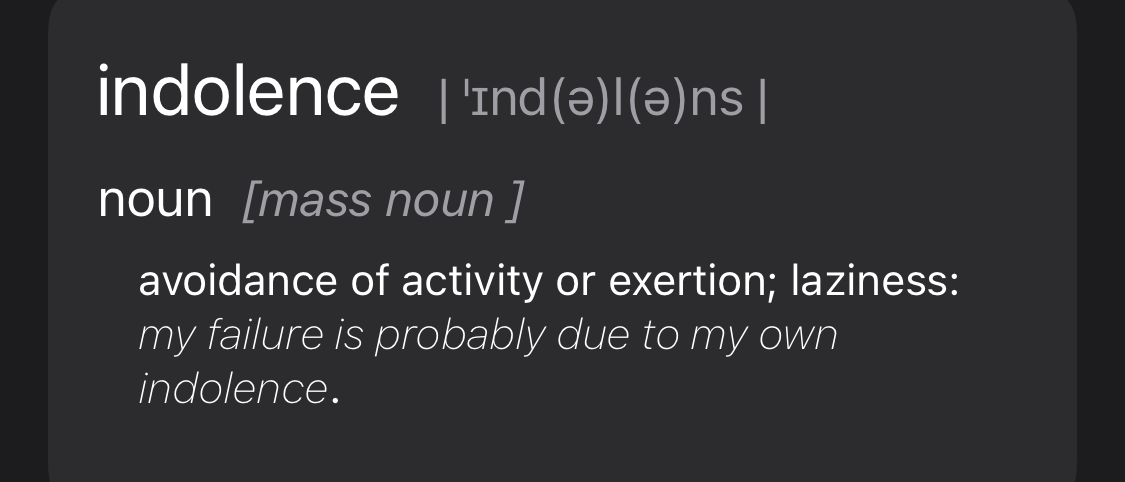 indolence | ˈɪnd(ə)l(ə)ns |
noun [mass noun ]
avoidance of activity or exertion; laziness:
my failure is probably due to my own
indolence.